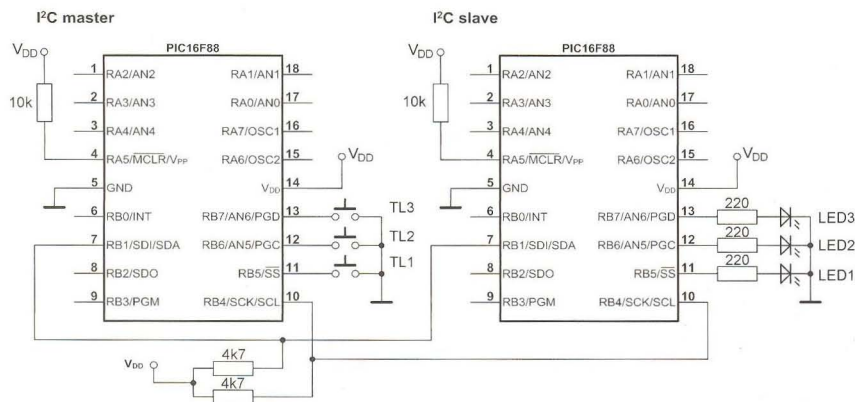 I²C master
I²C slave
V_DD
10k
PIC16F88
1 RA2/AN2
RA1/AN1 18
2 RA3/AN3
RA0/AN0 17
3 RA4/AN4
RA7/OSC1 16
4 RA5/MCLR/V_PP
RA6/OSC2 15
5 GND
V_DD 14
V_DD
6 RB0/INT
RB7/AN6/PGD 13
TL3
7 RB1/SDI/SDA
RB6/AN5/PGC 12
TL2
8 RB2/SDO
RB5/SS 11
TL1
9 RB3/PGM
RB4/SCK/SCL 10
V_DD
10k
PIC16F88
1 RA2/AN2
RA1/AN1 18
2 RA3/AN3
RA0/AN0 17
3 RA4/AN4
RA7/OSC1 16
4 RA5/MCLR/V_PP
RA6/OSC2 15
5 GND
V_DD 14
V_DD
6 RB0/INT
RB7/AN6/PGD 13
220
LED3
7 RB1/SDI/SDA
RB6/AN5/PGC 12
220
LED2
8 RB2/SDO
RB5/SS 11
220
LED1
9 RB3/PGM
RB4/SCK/SCL 10
V_DD
4k7
4k7